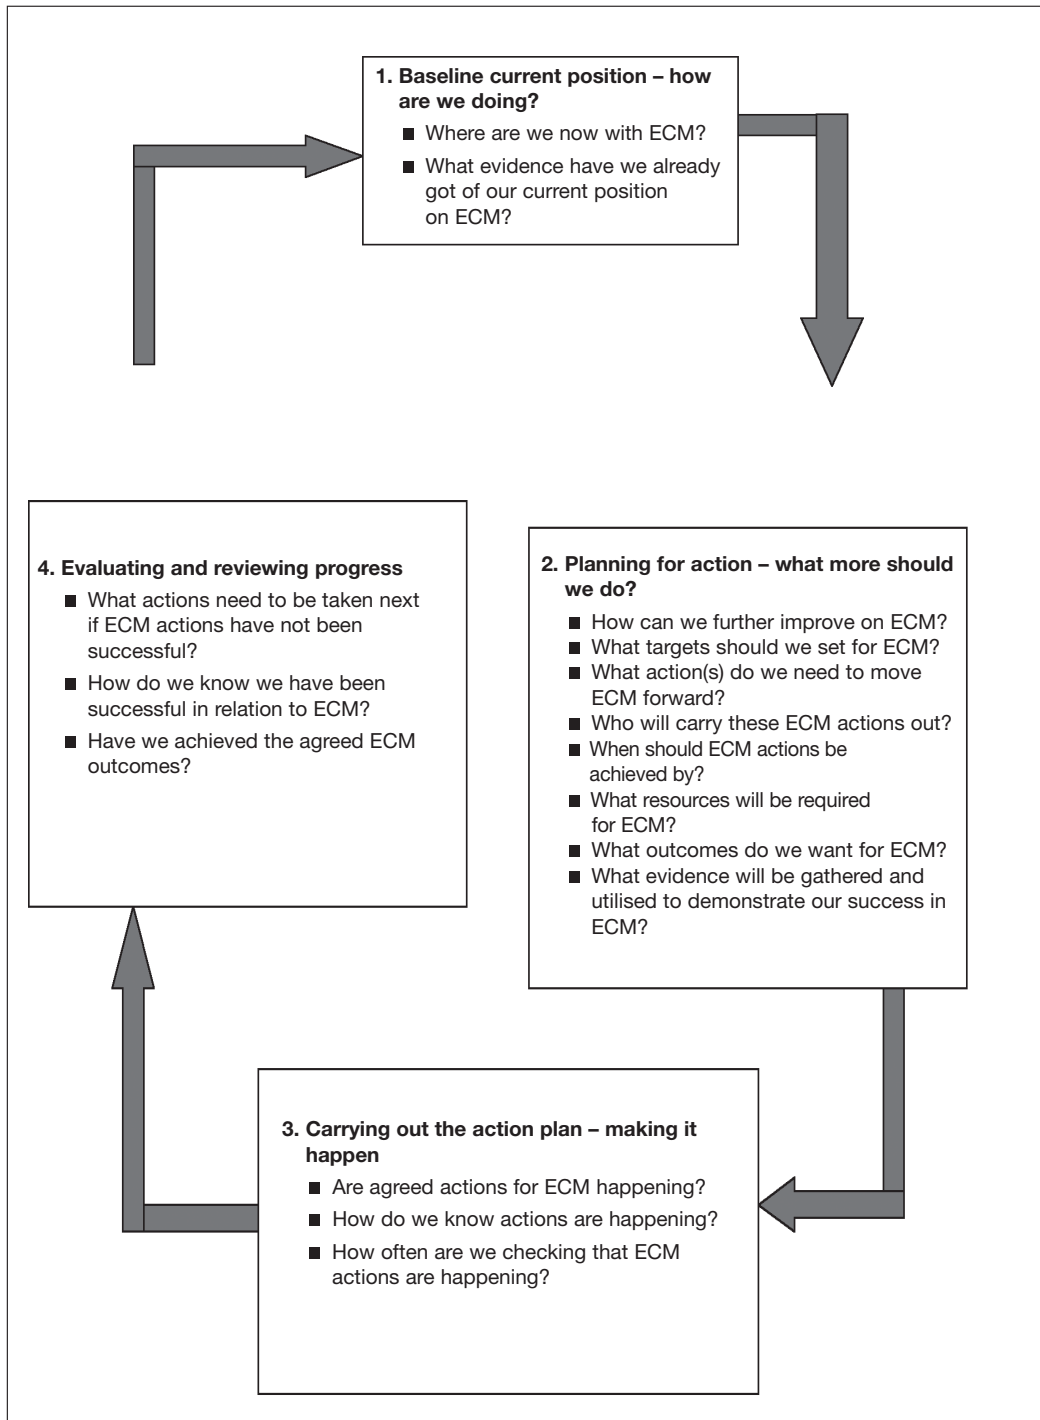 1. Baseline current position – how
are we doing?
■ Where are we now with ECM?
■ What evidence have we already
got of our current position
on ECM?
2. Planning for action – what more should
we do?
■ How can we further improve on ECM?
■ What targets should we set for ECM?
■ What action(s) do we need to move
ECM forward?
■ Who will carry these ECM actions out?
■ When should ECM actions be
achieved by?
■ What resources will be required
for ECM?
■ What outcomes do we want for ECM?
■ What evidence will be gathered and
utilised to demonstrate our success in
ECM?
3. Carrying out the action plan – making it
happen
■ Are agreed actions for ECM happening?
■ How do we know actions are happening?
■ How often are we checking that ECM
actions are happening?
4. Evaluating and reviewing progress
■ What actions need to be taken next
if ECM actions have not been
successful?
■ How do we know we have been
successful in relation to ECM?
■ Have we achieved the agreed ECM
outcomes?